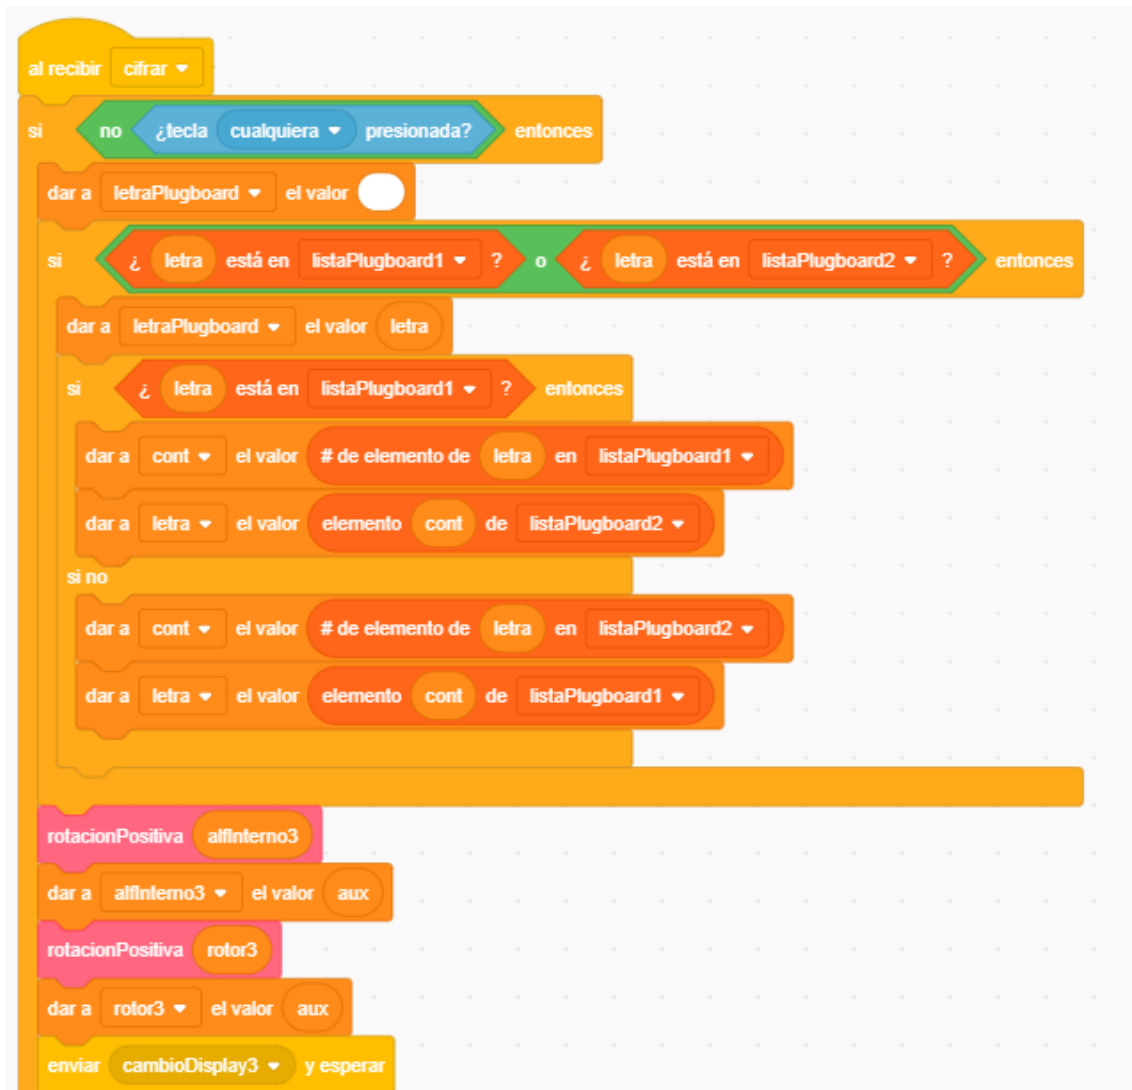 al recibir cifrar
si no ¿tecla cualquiera presionada? entonces
dar a letraPlugboard el valor
si ¿ letra está en listaPlugboard1 ? o ¿ letra está en listaPlugboard2 ? entonces
dar a letraPlugboard el valor letra
si ¿ letra está en listaPlugboard1 ? entonces
dar a cont el valor # de elemento de letra en listaPlugboard1
dar a letra el valor elemento cont de listaPlugboard2
si no
dar a cont el valor # de elemento de letra en listaPlugboard2
dar a letra el valor elemento cont de listaPlugboard1
rotacionPositiva alfInterno3
dar a alfInterno3 el valor aux
rotacionPositiva rotor3
dar a rotor3 el valor aux
enviar cambioDisplay3 y esperar